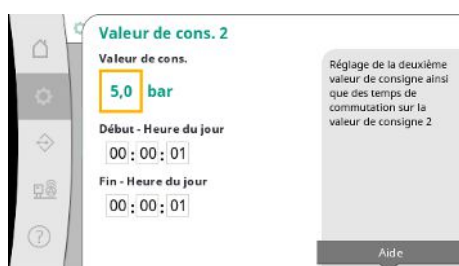 Valeur de cons. 2
Valeur de cons.
5,0 bar
Début - Heure du jour
00 : 00 : 01
Fin - Heure du jour
00 : 00 : 01
Réglage de la deuxième
valeur de consigne ainsi
que des temps de
commutation sur la
valeur de consigne 2
Aide